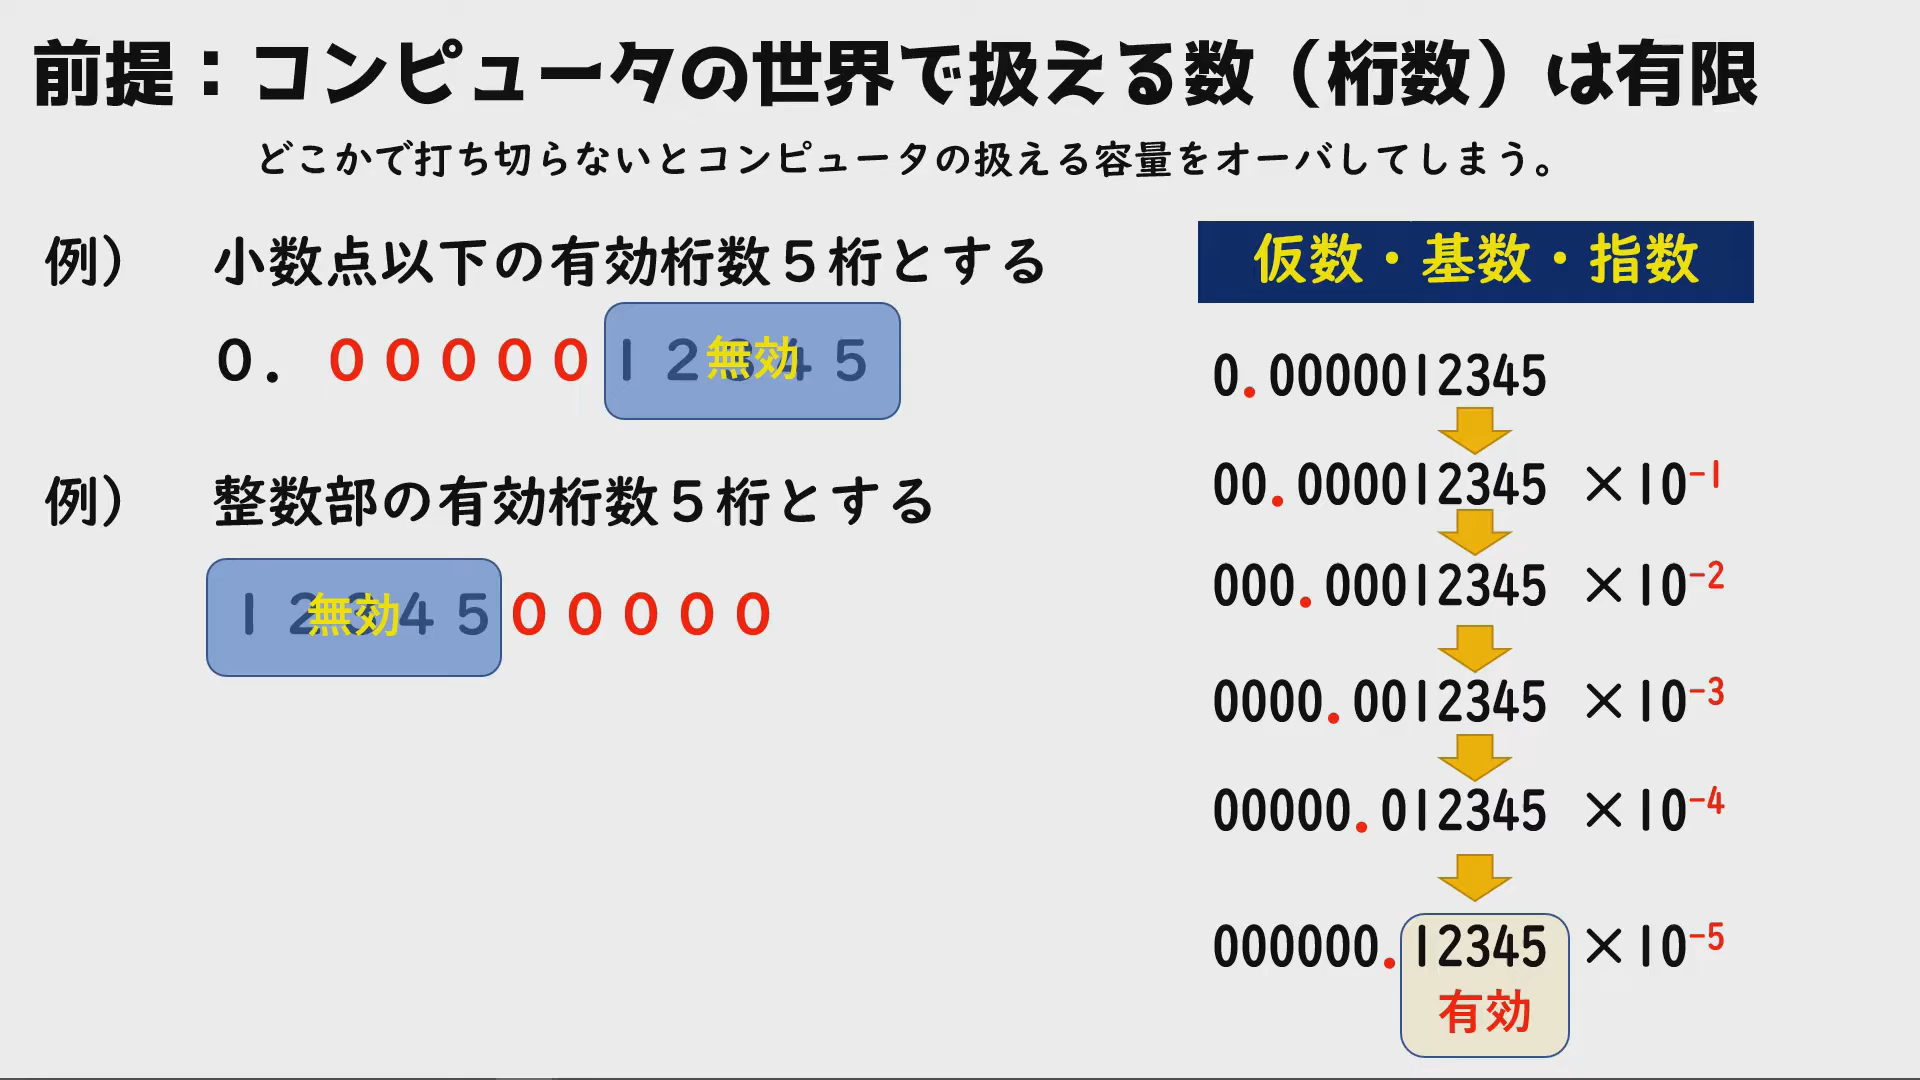 前提：コンピュータの世界で扱える数（桁数）は有限
どこかで打ち切らないとコンピュータの扱える容量をオーバしてしまう。
例） 小数点以下の有効桁数５桁とする
０．０００００１２３４５
無効
例） 整数部の有効桁数５桁とする
１２３４５０００００
無効
仮数・基数・指数
0.0000012345
00.000012345 ×10⁻¹
000.00012345 ×10⁻²
0000.0012345 ×10⁻³
00000.012345 ×10⁻⁴
000000.12345 ×10⁻⁵
有効